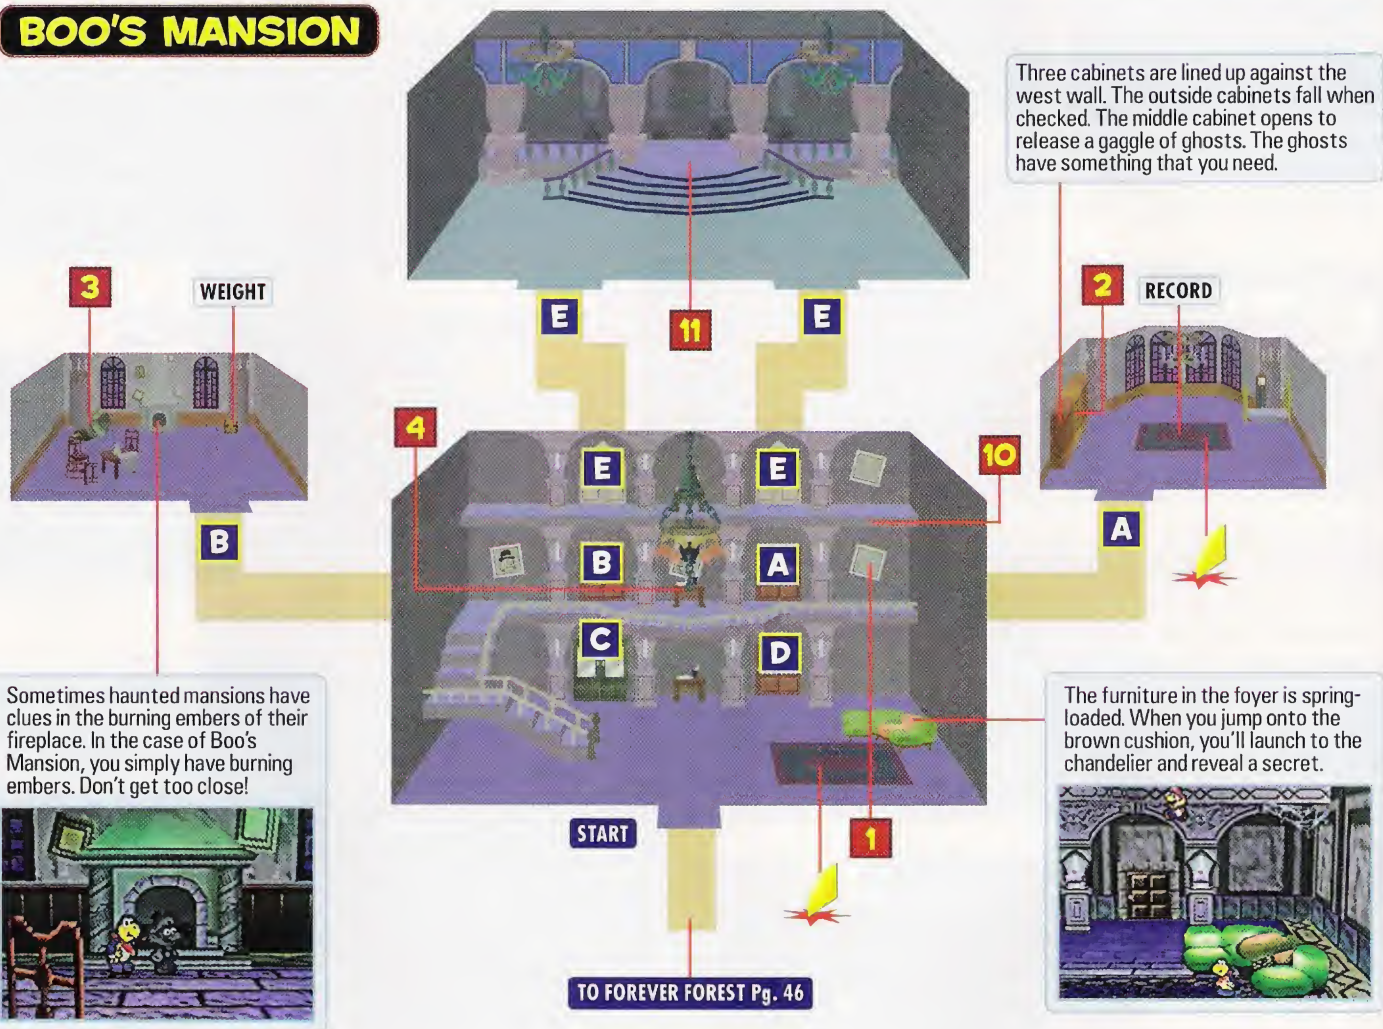 BOO'S MANSION
Three cabinets are lined up against the
west wall. The outside cabinets fall when
checked. The middle cabinet opens to
release a gaggle of ghosts. The ghosts
have something that you need.
3
WEIGHT
E
11
E
2
RECORD
4
E
E
10
B
A
B
A
C
D
Sometimes haunted mansions have
clues in the burning embers of their
fireplace. In the case of Boo's
Mansion, you simply have burning
embers. Don't get too close!
The furniture in the foyer is spring-
loaded. When you jump onto the
brown cushion, you'll launch to the
chandelier and reveal a secret.
START
1
TO FOREVER FOREST Pg. 46